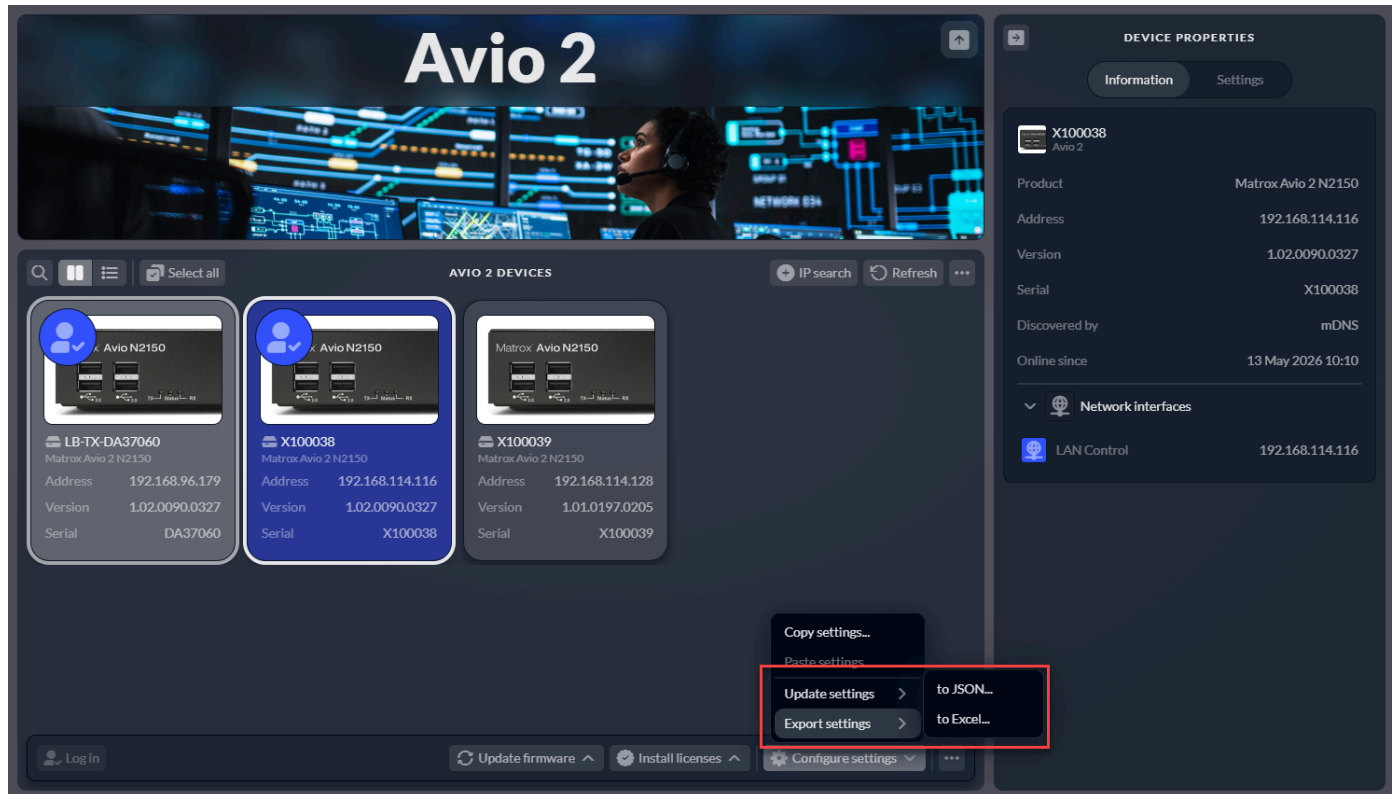 Avio 2
DEVICE PROPERTIES
Information Settings
X100038
Avio 2
Product Matrox Avio 2 N2150
Address 192.168.114.116
Version 1.02.0090.0327
Serial X100038
Discovered by mDNS
Online since 13 May 2026 10:10
Network interfaces
LAN Control 192.168.114.116
Select all AVIO 2 DEVICES IP search Refresh
Avio N2150
LB-TX-DA37060
Matrox Avio 2 N2150
Address 192.168.96.179
Version 1.02.0090.0327
Serial DA37060
Avio N2150
X100038
Matrox Avio 2 N2150
Address 192.168.114.116
Version 1.02.0090.0327
Serial X100038
Matrox Avio N2150
X100039
Matrox Avio 2 N2150
Address 192.168.114.128
Version 1.01.0197.0205
Serial X100039
Copy settings...
Paste settings
Update settings
Export settings
to JSON...
to Excel...
Log in Update firmware Install licenses Configure settings